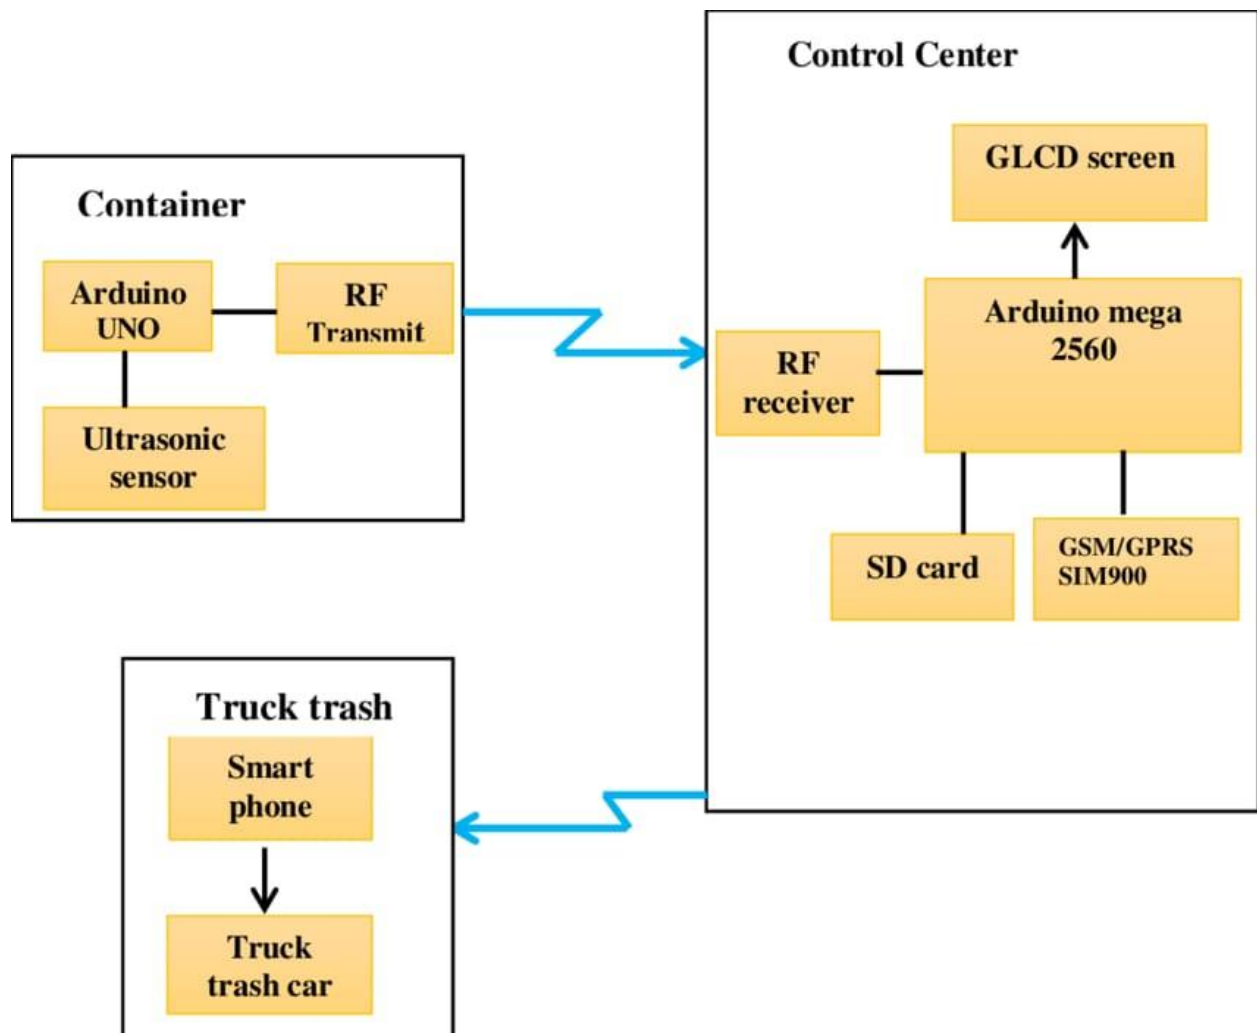 Control Center
GLCD screen
Container
Arduino
UNO
RF
Transmit
Arduino mega
2560
RF
receiver
Ultrasonic
sensor
SD card
GSM/GPRS
SIM900
Truck trash
Smart
phone
Truck
trash car